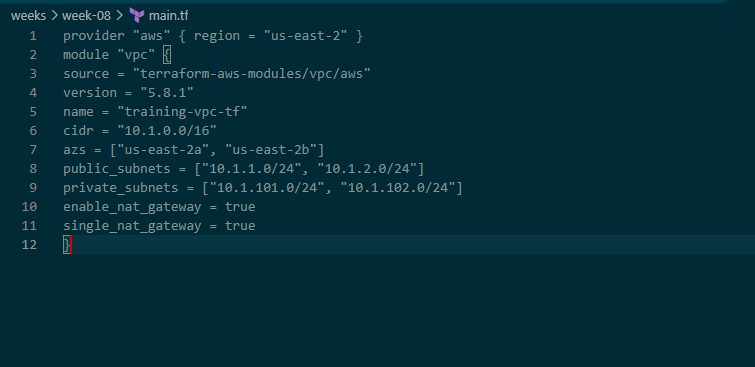 weeks > week-08 > main.tf
1 provider "aws" { region = "us-east-2" }
2 module "vpc" {
3 source = "terraform-aws-modules/vpc/aws"
4 version = "5.8.1"
5 name = "training-vpc-tf"
6 cidr = "10.1.0.0/16"
7 azs = ["us-east-2a", "us-east-2b"]
8 public_subnets = ["10.1.1.0/24", "10.1.2.0/24"]
9 private_subnets = ["10.1.101.0/24", "10.1.102.0/24"]
10 enable_nat_gateway = true
11 single_nat_gateway = true
12 }